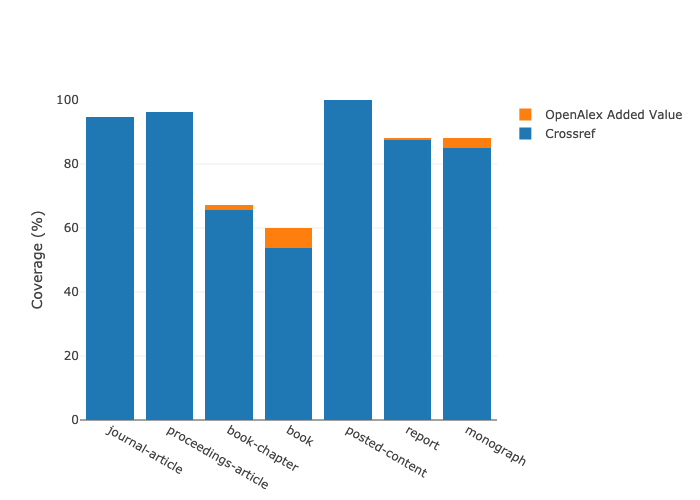 100
80
60
40
20
0
Coverage (%)
journal-article
proceedings-article
book-chapter
book
posted-content
report
monograph
OpenAlex Added Value
Crossref